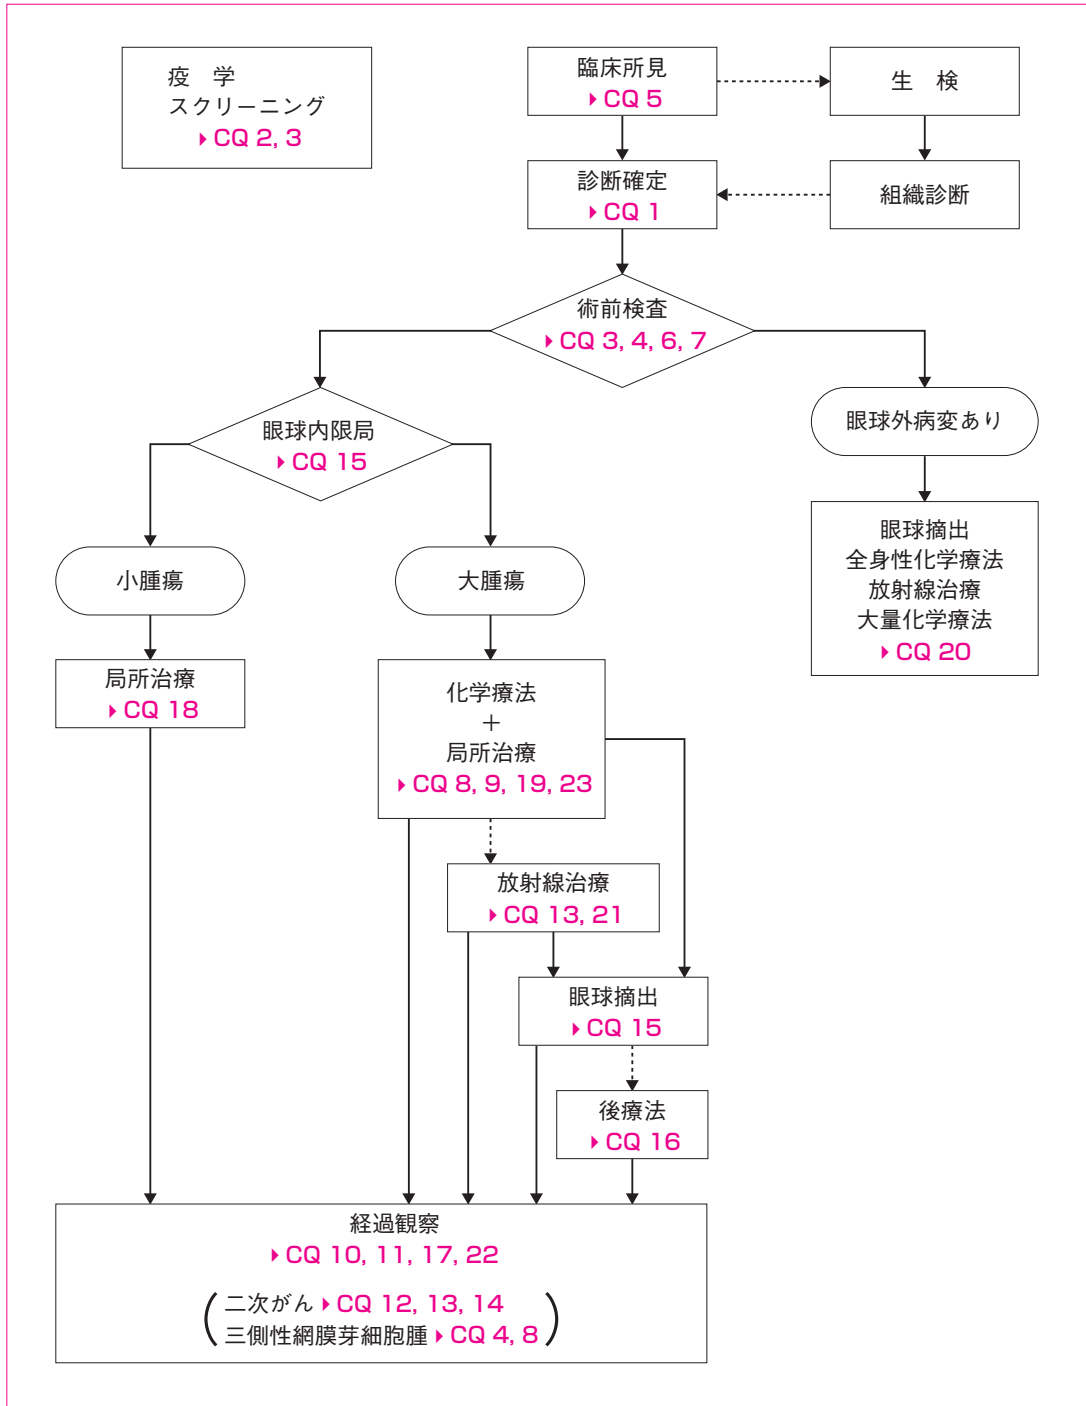 疫　学
スクリーニング
▶ CQ 2, 3
臨床所見
▶ CQ 5
生　検
診断確定
▶ CQ 1
組織診断
術前検査
▶ CQ 3, 4, 6, 7
眼球内限局
▶ CQ 15
眼球外病変あり
小腫瘍
大腫瘍
眼球摘出
全身性化学療法
放射線治療
大量化学療法
▶ CQ 20
局所治療
▶ CQ 18
化学療法
＋
局所治療
▶ CQ 8, 9, 19, 23
放射線治療
▶ CQ 13, 21
眼球摘出
▶ CQ 15
後療法
▶ CQ 16
経過観察
▶ CQ 10, 11, 17, 22
(二次がん ▶ CQ 12, 13, 14
三側性網膜芽細胞腫 ▶ CQ 4, 8)